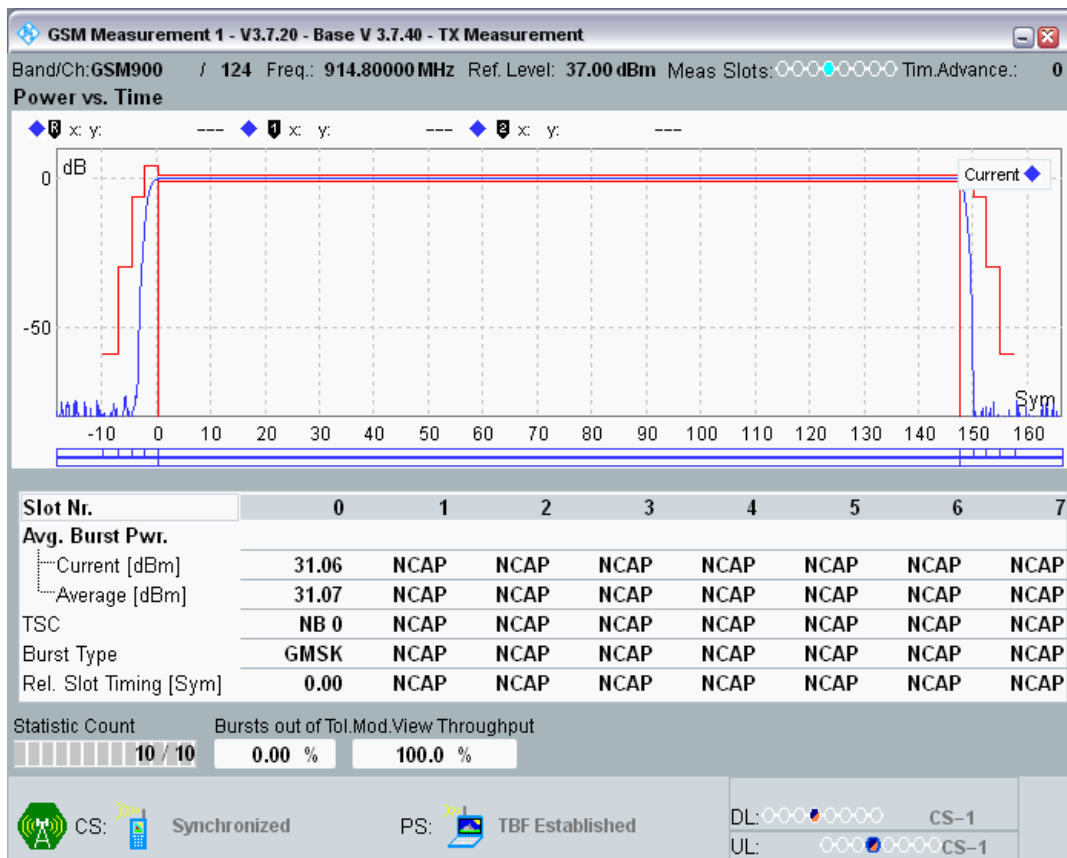 GSM Measurement 1 - V3.7.20 - Base V 3.7.40 - TX Measurement
Band/Ch:GSM900 / 124 Freq.: 914.80000 MHz Ref. Level: 37.00 dBm Meas Slots: Tim.Advance.: 0
Power vs. Time
R x: y: --- 1 x: y: --- 2 x: y: ---
dB
Current
0
-50
Sym
-10 0 10 20 30 40 50 60 70 80 90 100 110 120 130 140 150 160
Slot Nr. 0 1 2 3 4 5 6 7
Avg. Burst Pwr.
Current [dBm] 31.06 NCAP NCAP NCAP NCAP NCAP NCAP NCAP
Average [dBm] 31.07 NCAP NCAP NCAP NCAP NCAP NCAP NCAP
TSC NB 0 NCAP NCAP NCAP NCAP NCAP NCAP NCAP
Burst Type GMSK NCAP NCAP NCAP NCAP NCAP NCAP NCAP
Rel. Slot Timing [Sym] 0.00 NCAP NCAP NCAP NCAP NCAP NCAP NCAP
Statistic Count Bursts out of Tol.Mod.View Throughput
10 / 10 0.00 % 100.0 %
CS: Synchronized PS: TBF Established
DL: CS-1
UL: CS-1